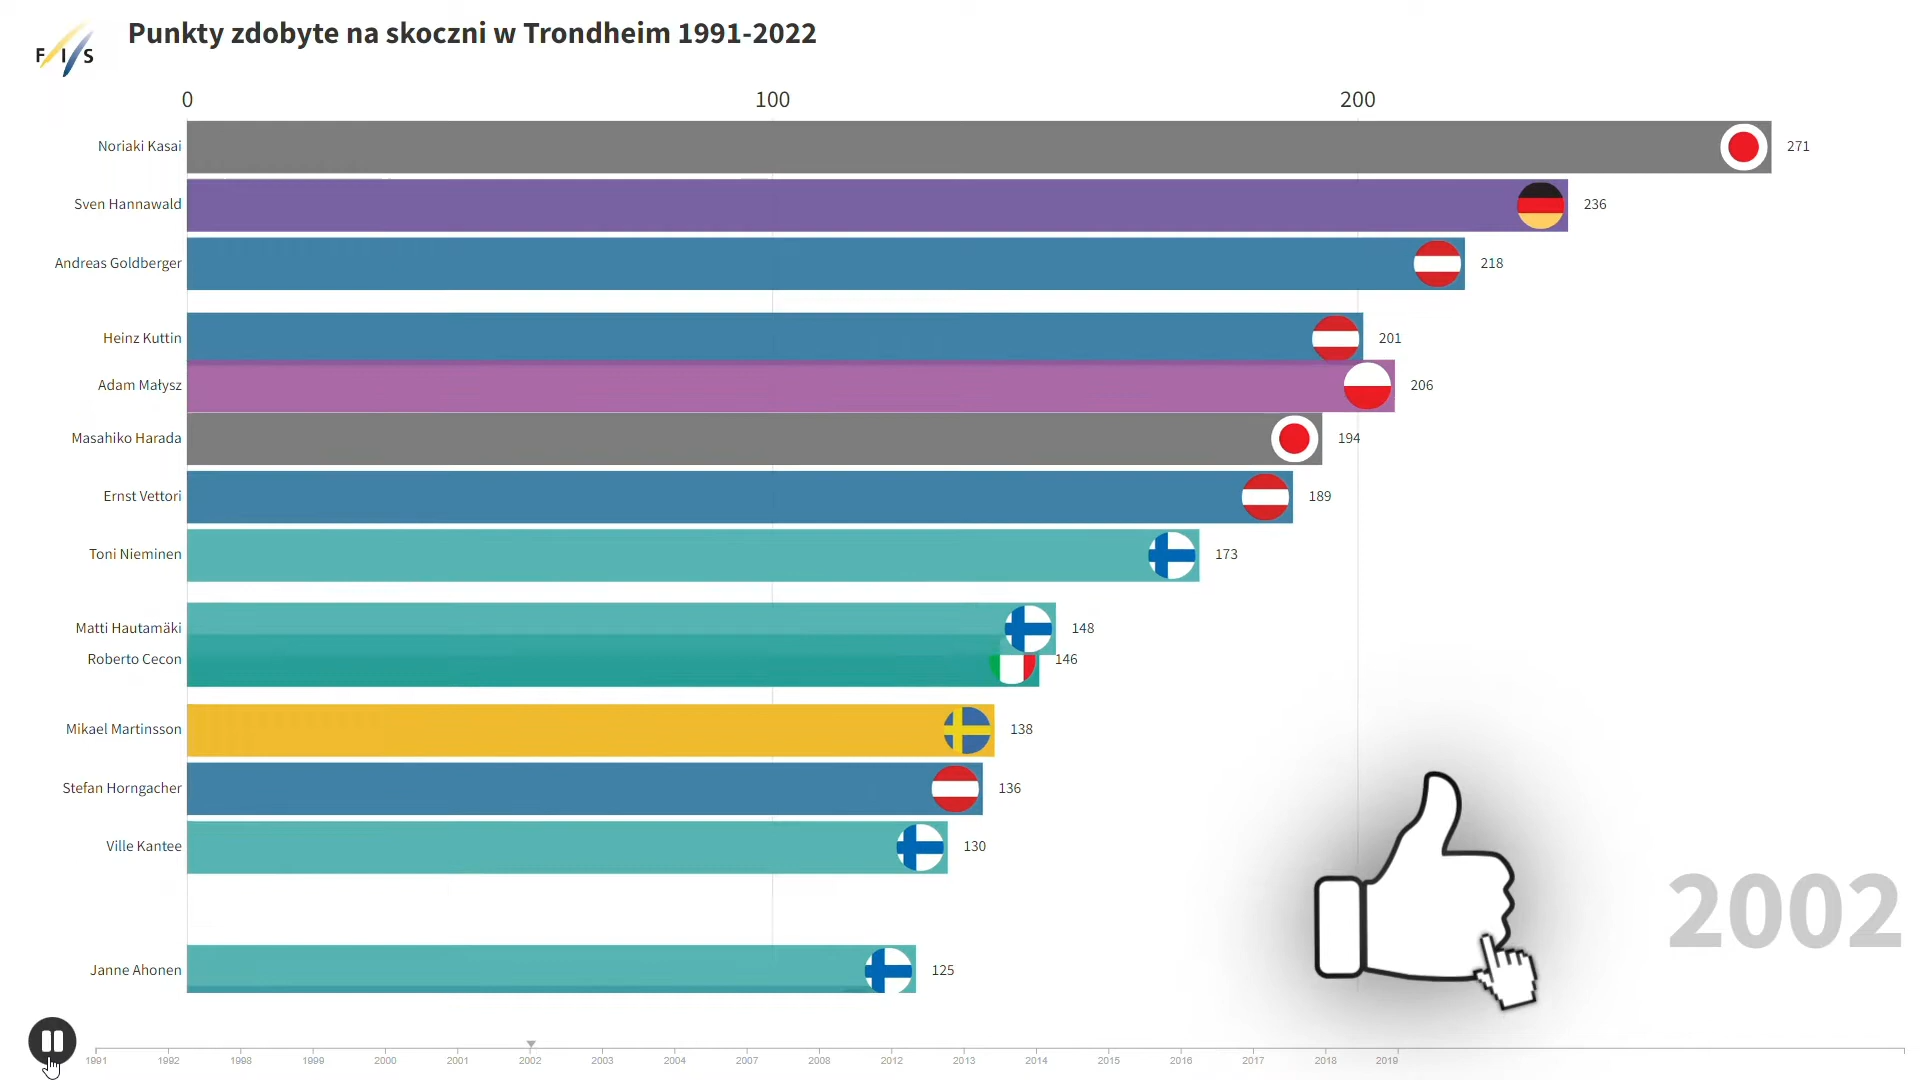 FIS
Punkty zdobyte na skoczni w Trondheim 1991-2022
0 100 200
Noriaki Kasai 271
Sven Hannawald 236
Andreas Goldberger 218
Heinz Kuttin 201
Adam Małysz 206
Masahiko Harada 194
Ernst Vettori 189
Toni Nieminen 173
Matti Hautamäki 148
Roberto Cecon 146
Mikael Martinsson 138
Stefan Horngacher 136
Ville Kantee 130
Janne Ahonen 125
2002
1991 1992 1998 1999 2000 2001 2002 2003 2004 2007 2008 2012 2013 2014 2015 2016 2017 2018 2019